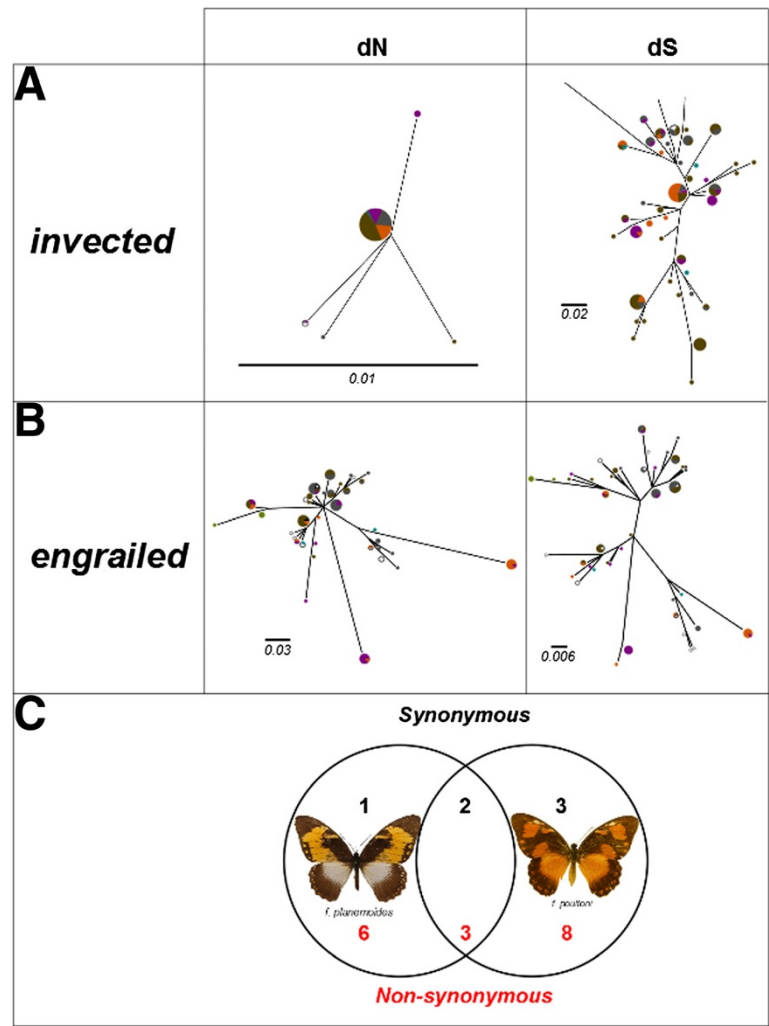 dN
dS
A
invected
0.01
0.02
B
engrailed
0.03
0.006
C
Synonymous
1
2
3
f. planemoides
f. poultoni
6
3
8
Non-synonymous